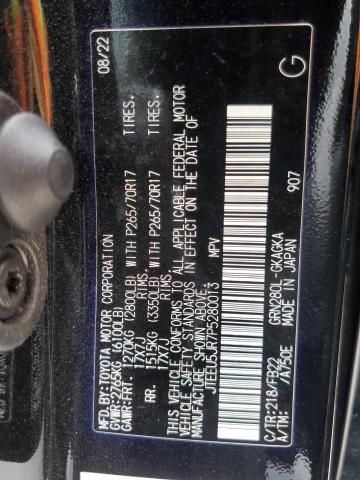 MFD.BY:TOYOTA MOTOR CORPORATION 08/22
GVWR:2765KG (6100LB)
GAWR:FRT. 1270KG (2800LB) WITH P265/70R17 TIRES.
17X7J RIMS.
RR. 1515KG (3350LB) WITH P265/70R17 TIRES.
17X7J RIMS.
THIS VEHICLE CONFORMS TO ALL APPLICABLE FEDERAL MOTOR
VEHICLE SAFETY STANDARDS IN EFFECT ON THE DATE OF
MANUFACTURE SHOWN ABOVE.
JTEEU5JR7P5280013 MPV
G
C/TR:218/FB22 GRN280L-GKAGKA
A/TM: /A750E MADE IN JAPAN 907